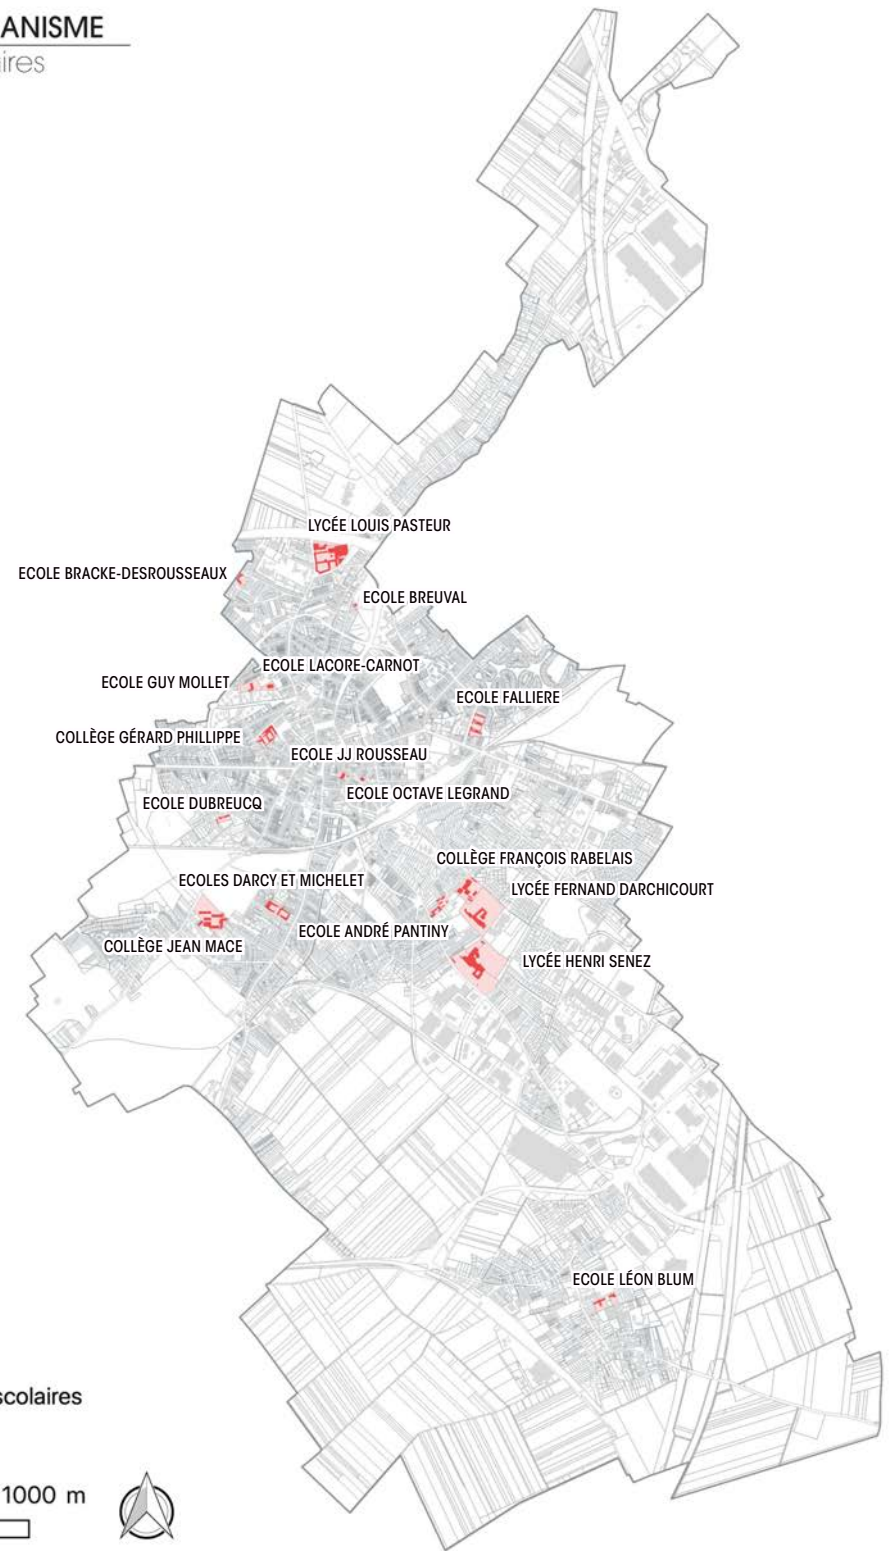 ANISME
ires
LYCÉE LOUIS PASTEUR
ECOLE BRACKE-DESROUSSEAUX
ECOLE BREUVAL
ECOLE LACORE-CARNOT
ECOLE GUY MOLLET
ECOLE FALLIERE
COLLÈGE GÉRARD PHILLIPPE
ECOLE JJ ROUSSEAU
ECOLE OCTAVE LEGRAND
ECOLE DUBREUCQ
COLLÈGE FRANÇOIS RABELAIS
ECOLES DARCY ET MICHELET
LYCÉE FERNAND DARCHICOURT
ECOLE ANDRÉ PANTINY
COLLÈGE JEAN MACE
LYCÉE HENRI SENEZ
ECOLE LÉON BLUM
scolaires
1000 m